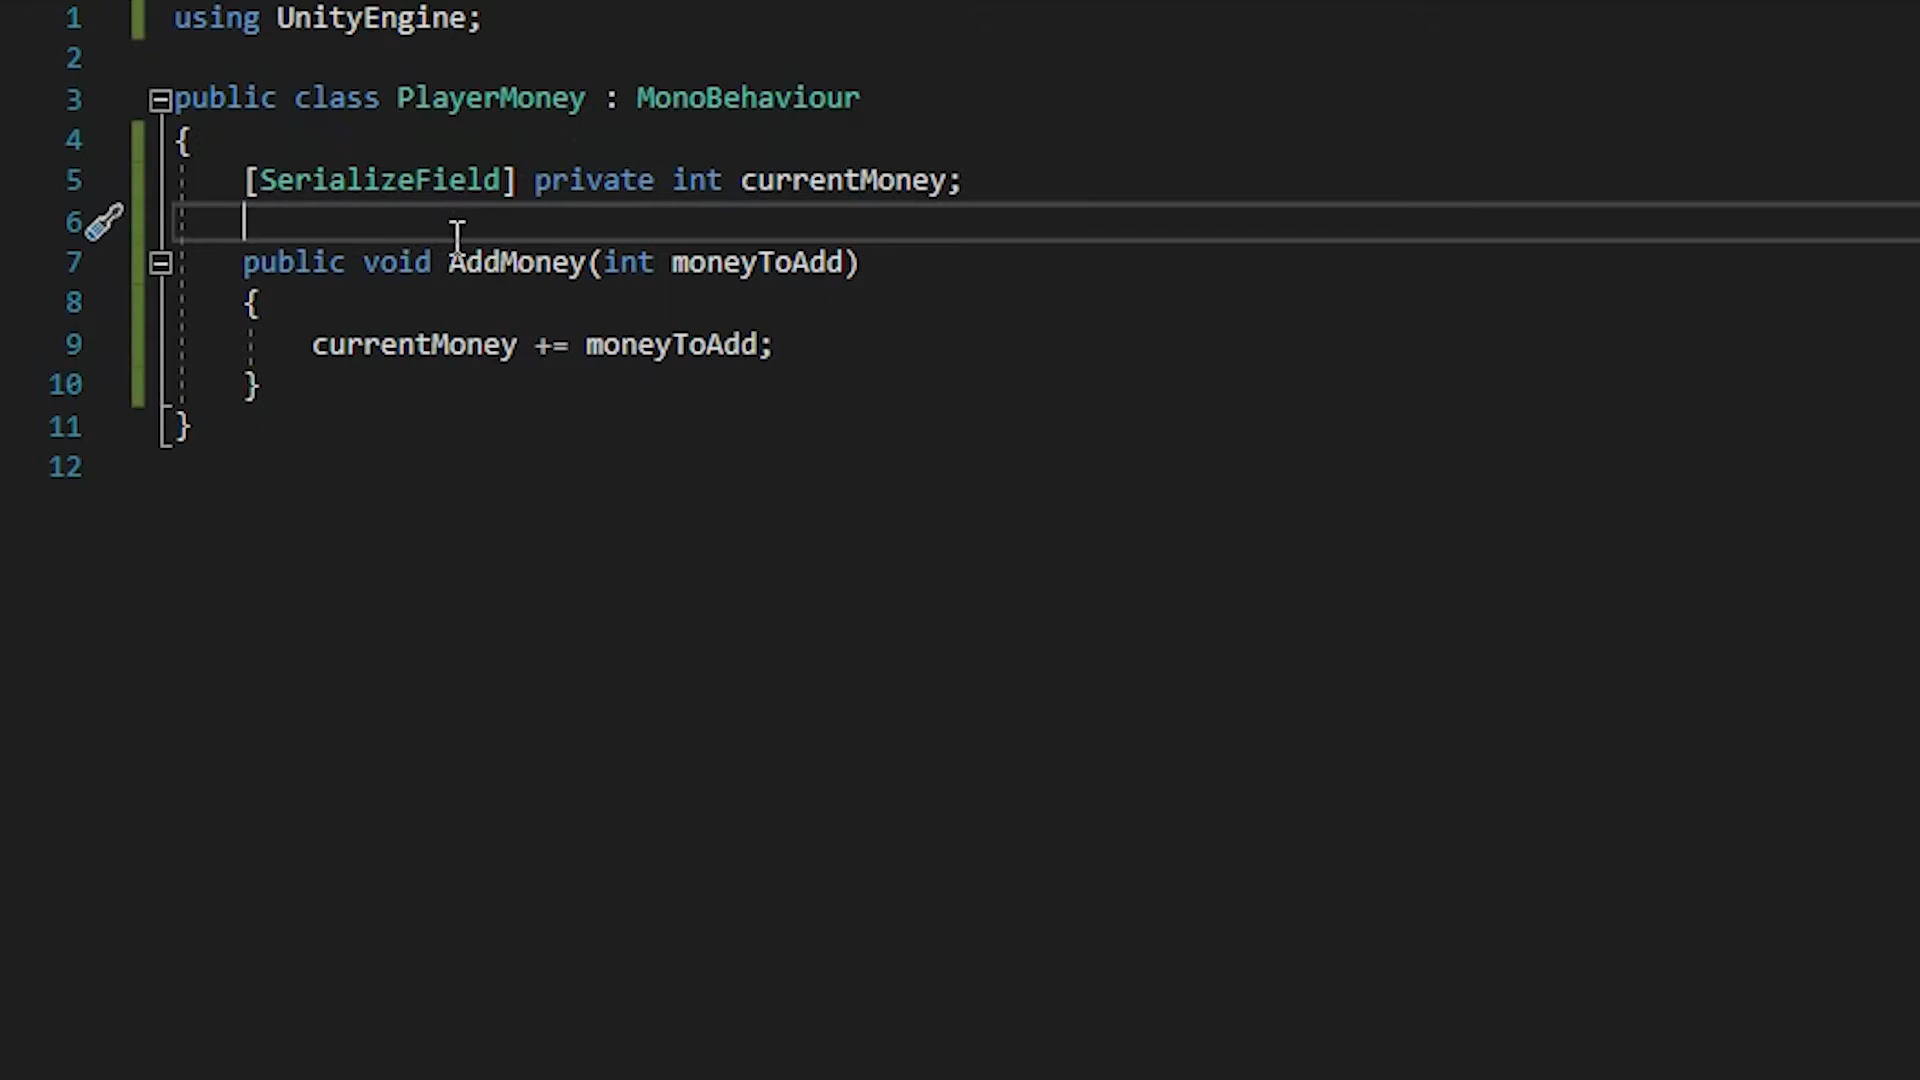 1 using UnityEngine;
2
3 public class PlayerMoney : MonoBehaviour
4 {
5 [SerializeField] private int currentMoney;
6
7 public void AddMoney(int moneyToAdd)
8 {
9 currentMoney += moneyToAdd;
10 }
11 }
12